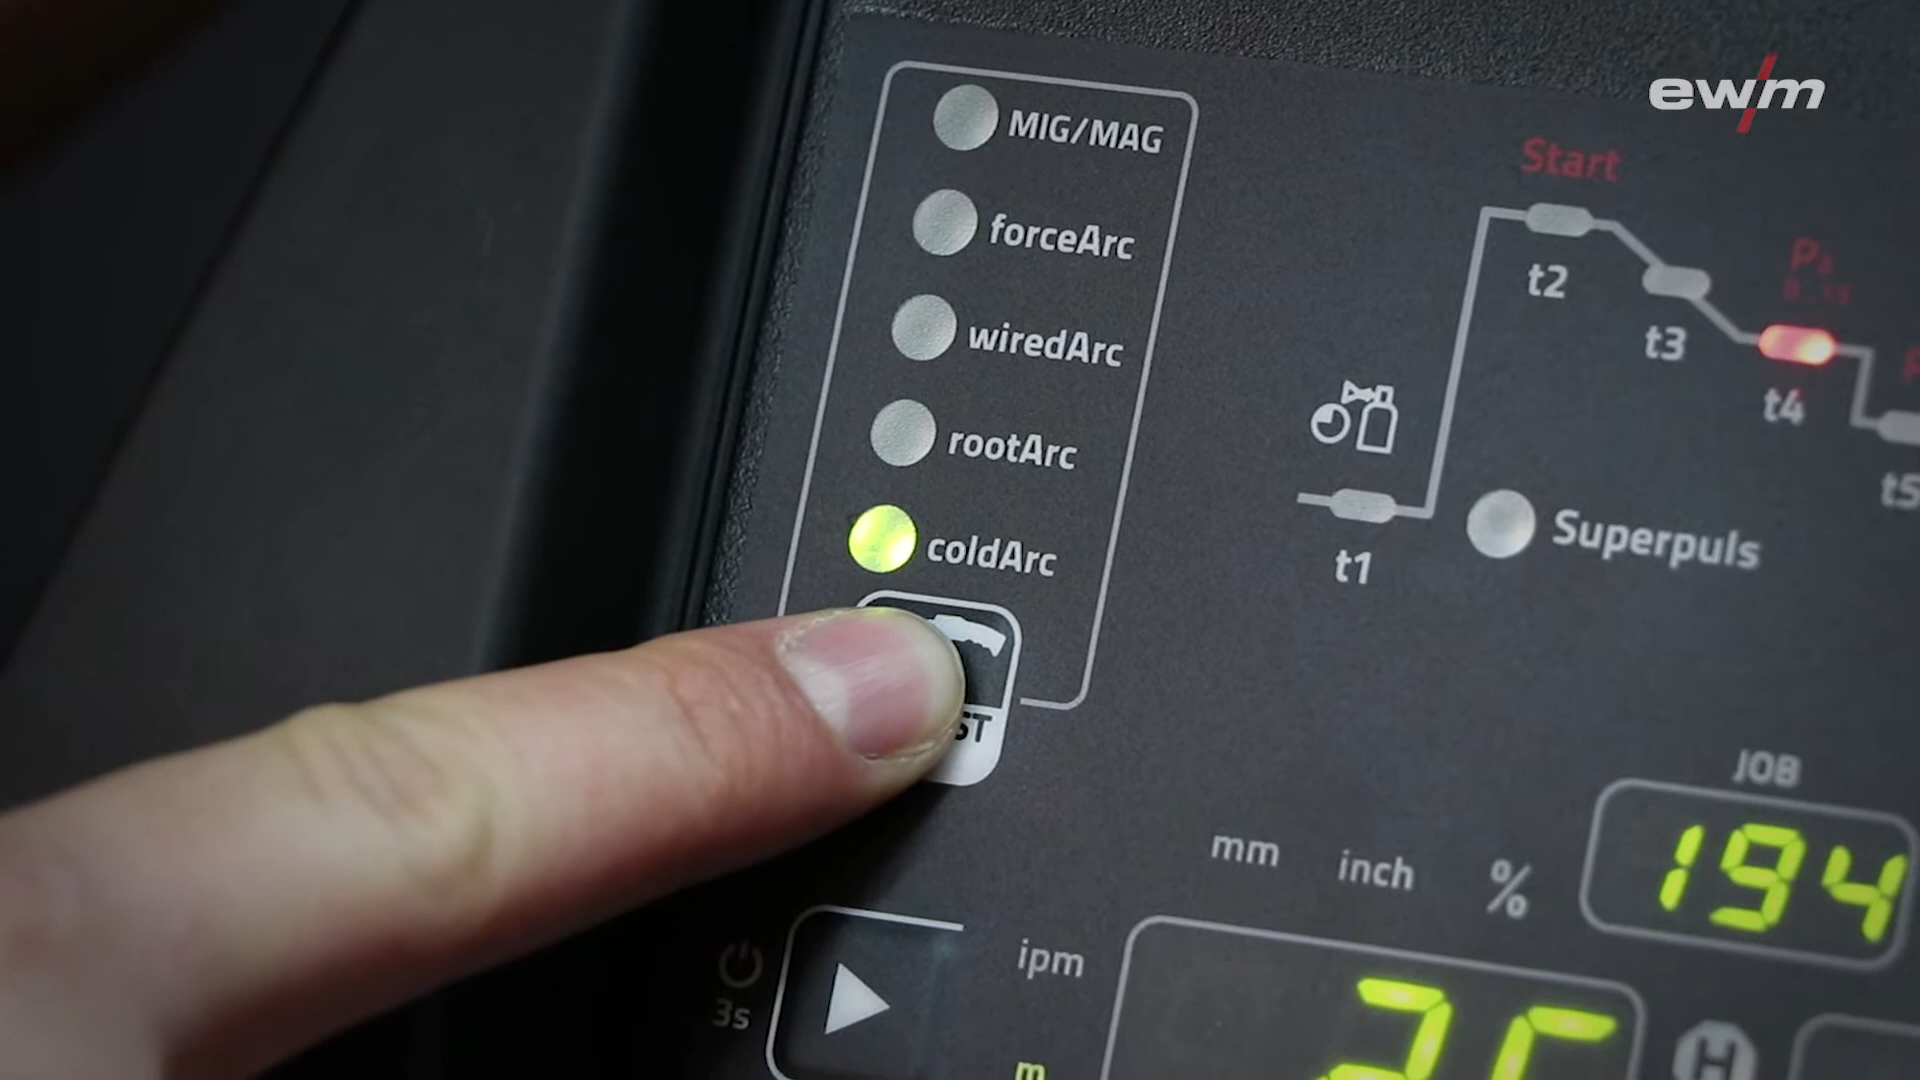 ewm
MIG/MAG
forceArc
wiredArc
rootArc
coldArc
Start
t2
t3
t4
t5
t1
Superpuls
JOB
194
mm inch %
ipm
3s
m
H